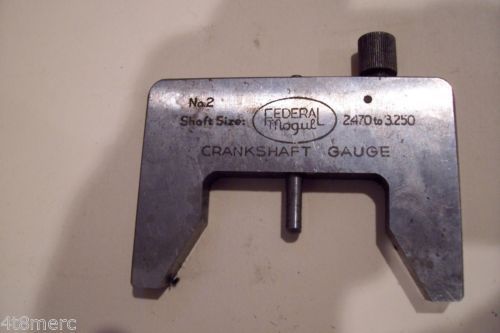 No.2
Shaft Size:
FEDERAL
Mogul
2.470 to 3.250
CRANKSHAFT GAUGE
4t8merc